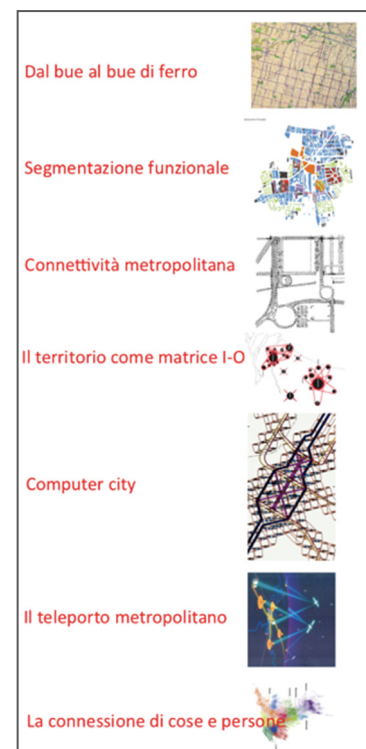 Dal bue al bue di ferro
Segmentazione funzionale
Connettività metropolitana
Il territorio come matrice I-O
Computer city
Il teleporto metropolitano
La connessione di cose e persone